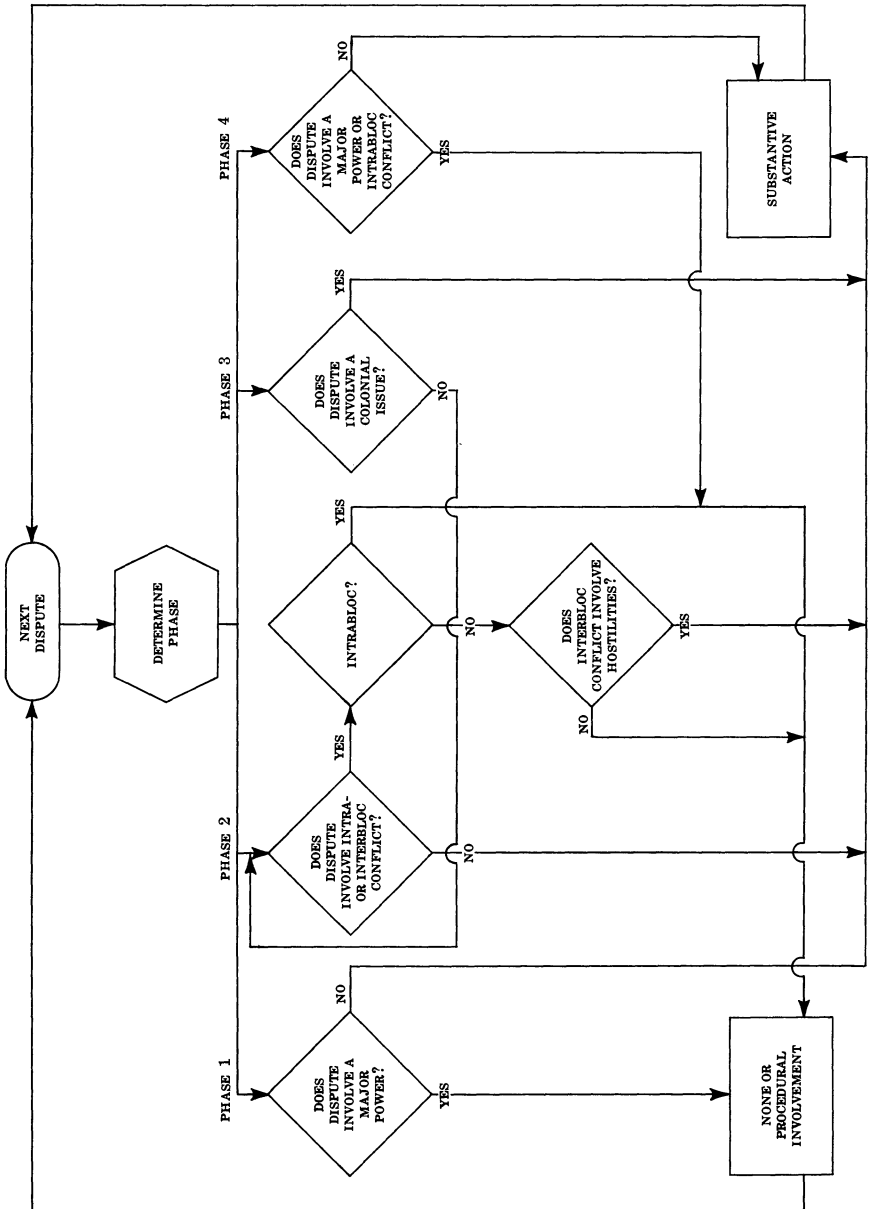 NEXT
DISPUTE
DETERMINE
PHASE
PHASE 1
DOES
DISPUTE
INVOLVE A
MAJOR
POWER?
NO
YES
PHASE 2
DOES
DISPUTE
INVOLVE INTRA-
OR INTERBLOC
CONFLICT?
YES
NO
INTRABLOC?
YES
NO
DOES
INTERBLOC
CONFLICT INVOLVE
HOSTILITIES?
NO
YES
PHASE 3
DOES
DISPUTE
INVOLVE A
COLONIAL
ISSUE?
YES
NO
PHASE 4
DOES
DISPUTE
INVOLVE A
MAJOR
POWER OR
INTRABLOC
CONFLICT?
NO
YES
NONE OR
PROCEDURAL
INVOLVEMENT
SUBSTANTIVE
ACTION